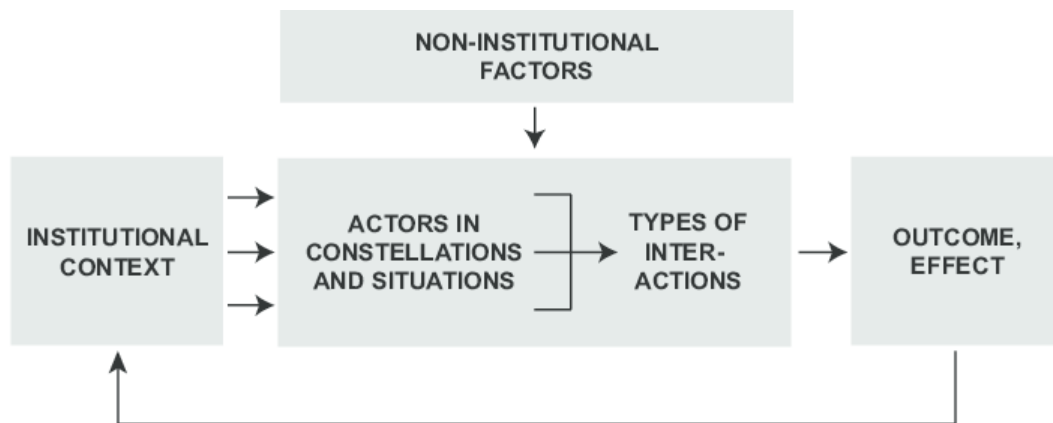 NON-INSTITUTIONAL
FACTORS
INSTITUTIONAL
CONTEXT
ACTORS IN
CONSTELLATIONS
AND SITUATIONS
TYPES OF
INTER-
ACTIONS
OUTCOME,
EFFECT